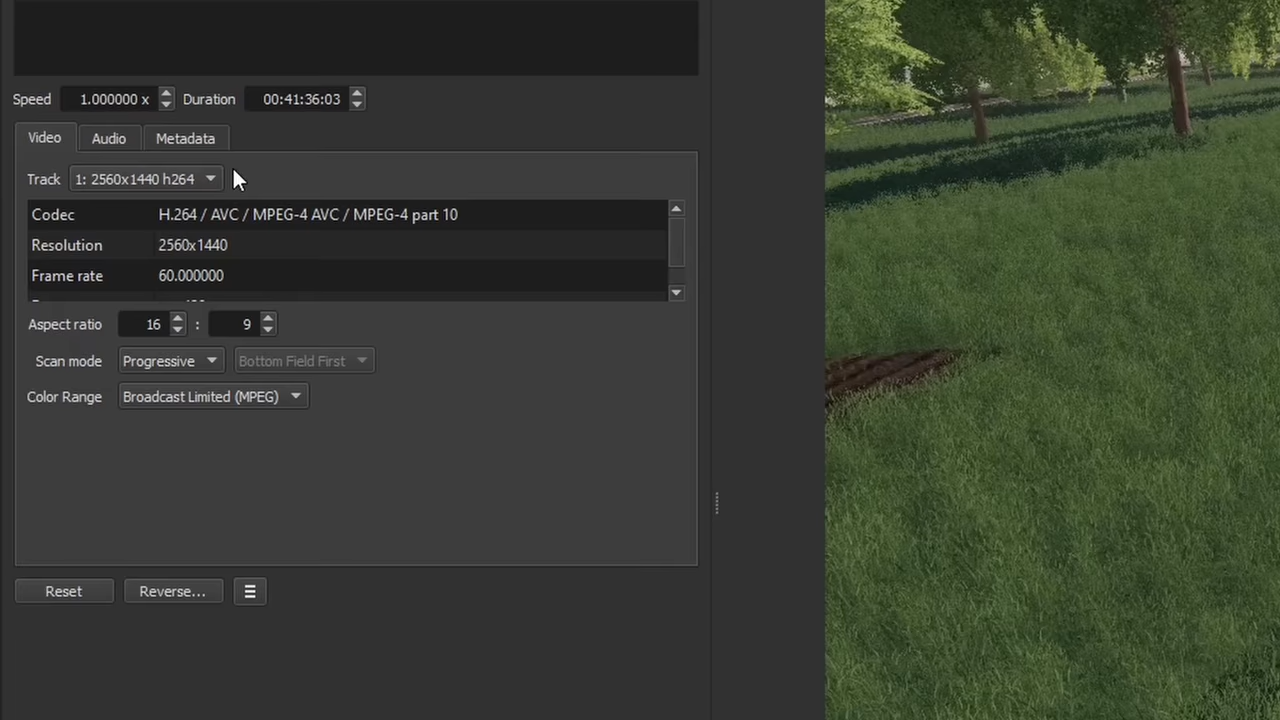 Speed 1.000000 x Duration 00:41:36:03
Video Audio Metadata
Track 1: 2560x1440 h264
Codec H.264 / AVC / MPEG-4 AVC / MPEG-4 part 10
Resolution 2560x1440
Frame rate 60.000000
Aspect ratio 16 : 9
Scan mode Progressive Bottom Field First
Color Range Broadcast Limited (MPEG)
Reset Reverse...